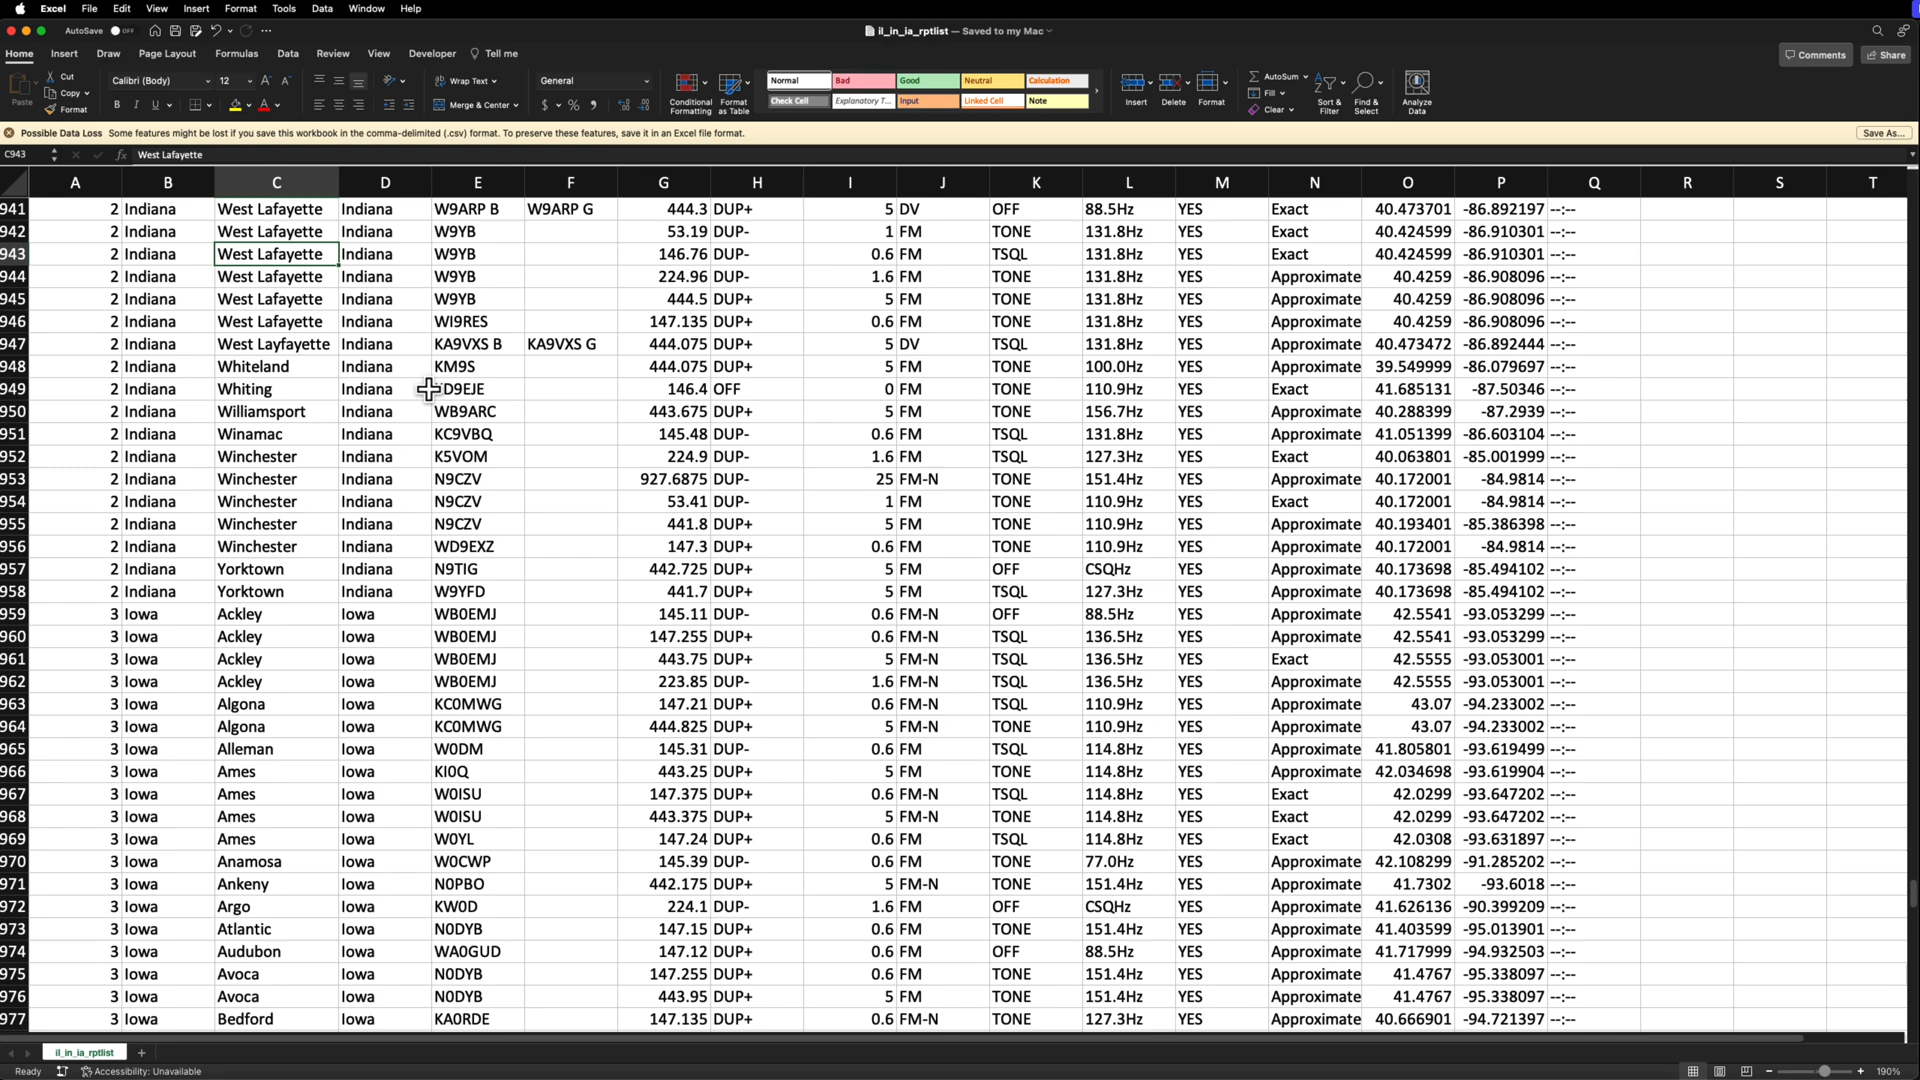 Excel File Edit View Insert Format Tools Data Window Help
AutoSave OFF il_in_ia_rptlist — Saved to my Mac
Home Insert Draw Page Layout Formulas Data Review View Developer Tell me Comments Share
Paste Cut Copy Format
Calibri (Body) 12 Wrap Text Merge & Center General
Conditional Formatting Format as Table
Normal Bad Good Neutral Calculation
Check Cell Explanatory T... Input Linked Cell Note
Insert Delete Format AutoSum Fill Clear Sort & Filter Find & Select Analyze Data
Possible Data Loss Some features might be lost if you save this workbook in the comma-delimited (.csv) format. To preserve these features, save it in an Excel file format. Save As...
C943 fx West Lafayette
A B C D E F G H I J K L M N O P Q R S T
941 2 Indiana West Lafayette Indiana W9ARP B W9ARP G 444.3 DUP+ 5 DV OFF 88.5Hz YES Exact 40.473701 -86.892197 --:--
942 2 Indiana West Lafayette Indiana W9YB 53.19 DUP- 1 FM TONE 131.8Hz YES Exact 40.424599 -86.910301 --:--
943 2 Indiana West Lafayette Indiana W9YB 146.76 DUP- 0.6 FM TSQL 131.8Hz YES Exact 40.424599 -86.910301 --:--
944 2 Indiana West Lafayette Indiana W9YB 224.96 DUP- 1.6 FM TONE 131.8Hz YES Approximate 40.4259 -86.908096 --:--
945 2 Indiana West Lafayette Indiana W9YB 444.5 DUP+ 5 FM TONE 131.8Hz YES Approximate 40.4259 -86.908096 --:--
946 2 Indiana West Lafayette Indiana WI9RES 147.135 DUP+ 0.6 FM TONE 131.8Hz YES Approximate 40.4259 -86.908096 --:--
947 2 Indiana West Layfayette Indiana KA9VXS B KA9VXS G 444.075 DUP+ 5 DV TSQL 131.8Hz YES Approximate 40.473472 -86.892444 --:--
948 2 Indiana Whiteland Indiana KM9S 444.075 DUP+ 5 FM TONE 100.0Hz YES Approximate 39.549999 -86.079697 --:--
949 2 Indiana Whiting Indiana D9EJE 146.4 OFF 0 FM TONE 110.9Hz YES Exact 41.685131 -87.50346 --:--
950 2 Indiana Williamsport Indiana WB9ARC 443.675 DUP+ 5 FM TONE 156.7Hz YES Approximate 40.288399 -87.2939 --:--
951 2 Indiana Winamac Indiana KC9VBQ 145.48 DUP- 0.6 FM TSQL 131.8Hz YES Approximate 41.051399 -86.603104 --:--
952 2 Indiana Winchester Indiana K5VOM 224.9 DUP- 1.6 FM TSQL 127.3Hz YES Exact 40.063801 -85.001999 --:--
953 2 Indiana Winchester Indiana N9CZV 927.6875 DUP- 25 FM-N TONE 151.4Hz YES Approximate 40.172001 -84.9814 --:--
954 2 Indiana Winchester Indiana N9CZV 53.41 DUP- 1 FM TONE 110.9Hz YES Exact 40.172001 -84.9814 --:--
955 2 Indiana Winchester Indiana N9CZV 441.8 DUP+ 5 FM TONE 110.9Hz YES Approximate 40.193401 -85.386398 --:--
956 2 Indiana Winchester Indiana WD9EXZ 147.3 DUP+ 0.6 FM TONE 110.9Hz YES Approximate 40.172001 -84.9814 --:--
957 2 Indiana Yorktown Indiana N9TIG 442.725 DUP+ 5 FM OFF CSQHz YES Approximate 40.173698 -85.494102 --:--
958 2 Indiana Yorktown Indiana W9YFD 441.7 DUP+ 5 FM TSQL 127.3Hz YES Approximate 40.173698 -85.494102 --:--
959 3 Iowa Ackley Iowa WB0EMJ 145.11 DUP- 0.6 FM-N OFF 88.5Hz YES Approximate 42.5541 -93.053299 --:--
960 3 Iowa Ackley Iowa WB0EMJ 147.255 DUP+ 0.6 FM-N TSQL 136.5Hz YES Approximate 42.5541 -93.053299 --:--
961 3 Iowa Ackley Iowa WB0EMJ 443.75 DUP+ 5 FM-N TSQL 136.5Hz YES Exact 42.5555 -93.053001 --:--
962 3 Iowa Ackley Iowa WB0EMJ 223.85 DUP- 1.6 FM-N TSQL 136.5Hz YES Approximate 42.5555 -93.053001 --:--
963 3 Iowa Algona Iowa KC0MWG 147.21 DUP+ 0.6 FM-N TSQL 110.9Hz YES Approximate 43.07 -94.233002 --:--
964 3 Iowa Algona Iowa KC0MWG 444.825 DUP+ 5 FM-N TONE 110.9Hz YES Approximate 43.07 -94.233002 --:--
965 3 Iowa Alleman Iowa W0DM 145.31 DUP- 0.6 FM TSQL 114.8Hz YES Approximate 41.805801 -93.619499 --:--
966 3 Iowa Ames Iowa KI0Q 443.25 DUP+ 5 FM TONE 114.8Hz YES Approximate 42.034698 -93.619904 --:--
967 3 Iowa Ames Iowa W0ISU 147.375 DUP+ 0.6 FM-N TSQL 114.8Hz YES Exact 42.0299 -93.647202 --:--
968 3 Iowa Ames Iowa W0ISU 443.375 DUP+ 5 FM-N TONE 114.8Hz YES Exact 42.0299 -93.647202 --:--
969 3 Iowa Ames Iowa W0YL 147.24 DUP+ 0.6 FM TSQL 114.8Hz YES Exact 42.0308 -93.631897 --:--
970 3 Iowa Anamosa Iowa W0CWP 145.39 DUP- 0.6 FM TONE 77.0Hz YES Approximate 42.108299 -91.285202 --:--
971 3 Iowa Ankeny Iowa N0PBO 442.175 DUP+ 5 FM-N TONE 151.4Hz YES Approximate 41.7302 -93.6018 --:--
972 3 Iowa Argo Iowa KW0D 224.1 DUP- 1.6 FM OFF CSQHz YES Approximate 41.626136 -90.399209 --:--
973 3 Iowa Atlantic Iowa N0DYB 147.15 DUP+ 0.6 FM TONE 151.4Hz YES Approximate 41.403599 -95.013901 --:--
974 3 Iowa Audubon Iowa WA0GUD 147.12 DUP+ 0.6 FM OFF 88.5Hz YES Approximate 41.717999 -94.932503 --:--
975 3 Iowa Avoca Iowa N0DYB 147.255 DUP+ 0.6 FM TONE 151.4Hz YES Approximate 41.4767 -95.338097 --:--
976 3 Iowa Avoca Iowa N0DYB 443.95 DUP+ 5 FM TONE 151.4Hz YES Approximate 41.4767 -95.338097 --:--
977 3 Iowa Bedford Iowa KA0RDE 147.135 DUP+ 0.6 FM-N TONE 127.3Hz YES Approximate 40.666901 -94.721397 --:--
il_in_ia_rptlist
Ready Accessibility: Unavailable 190%